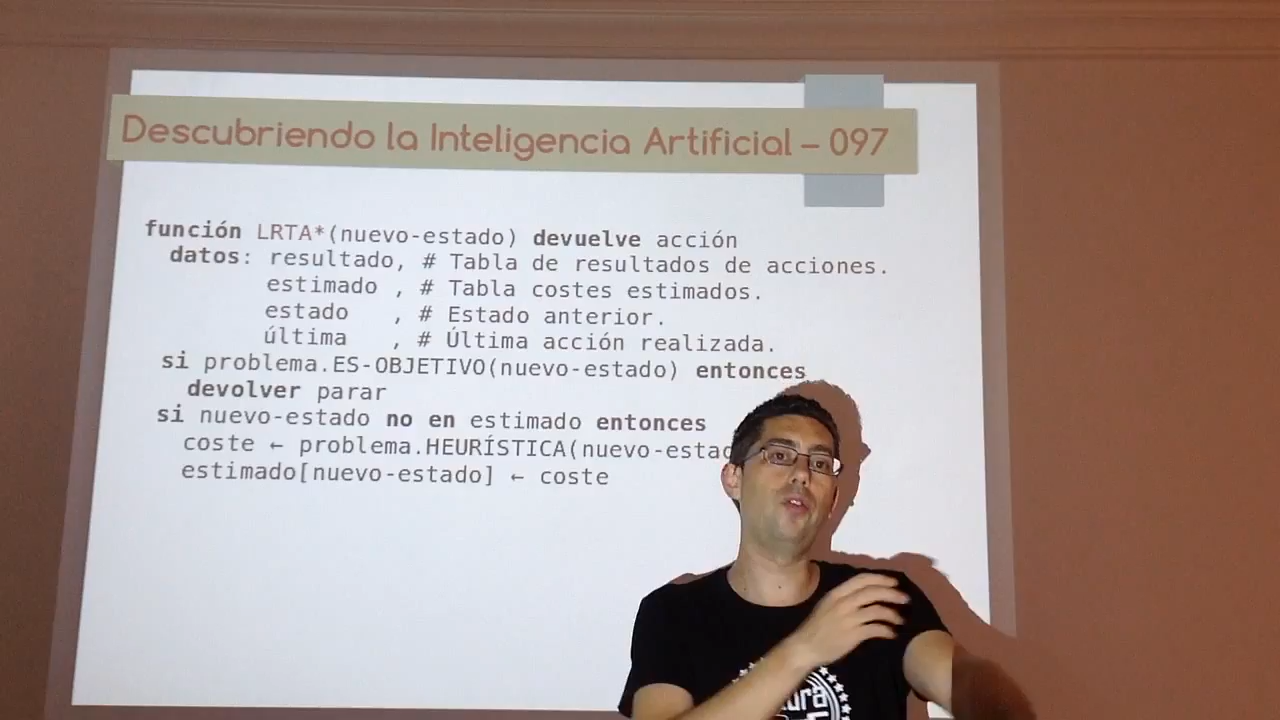 Descubriendo la Inteligencia Artificial – 097
función LRTA*(nuevo-estado) devuelve acción
datos: resultado, # Tabla de resultados de acciones.
estimado , # Tabla costes estimados.
estado , # Estado anterior.
última , # Última acción realizada.
si problema.ES-OBJETIVO(nuevo-estado) entonces
devolver parar
si nuevo-estado no en estimado entonces
coste ← problema.HEURÍSTICA(nuevo-estad
estimado[nuevo-estado] ← coste